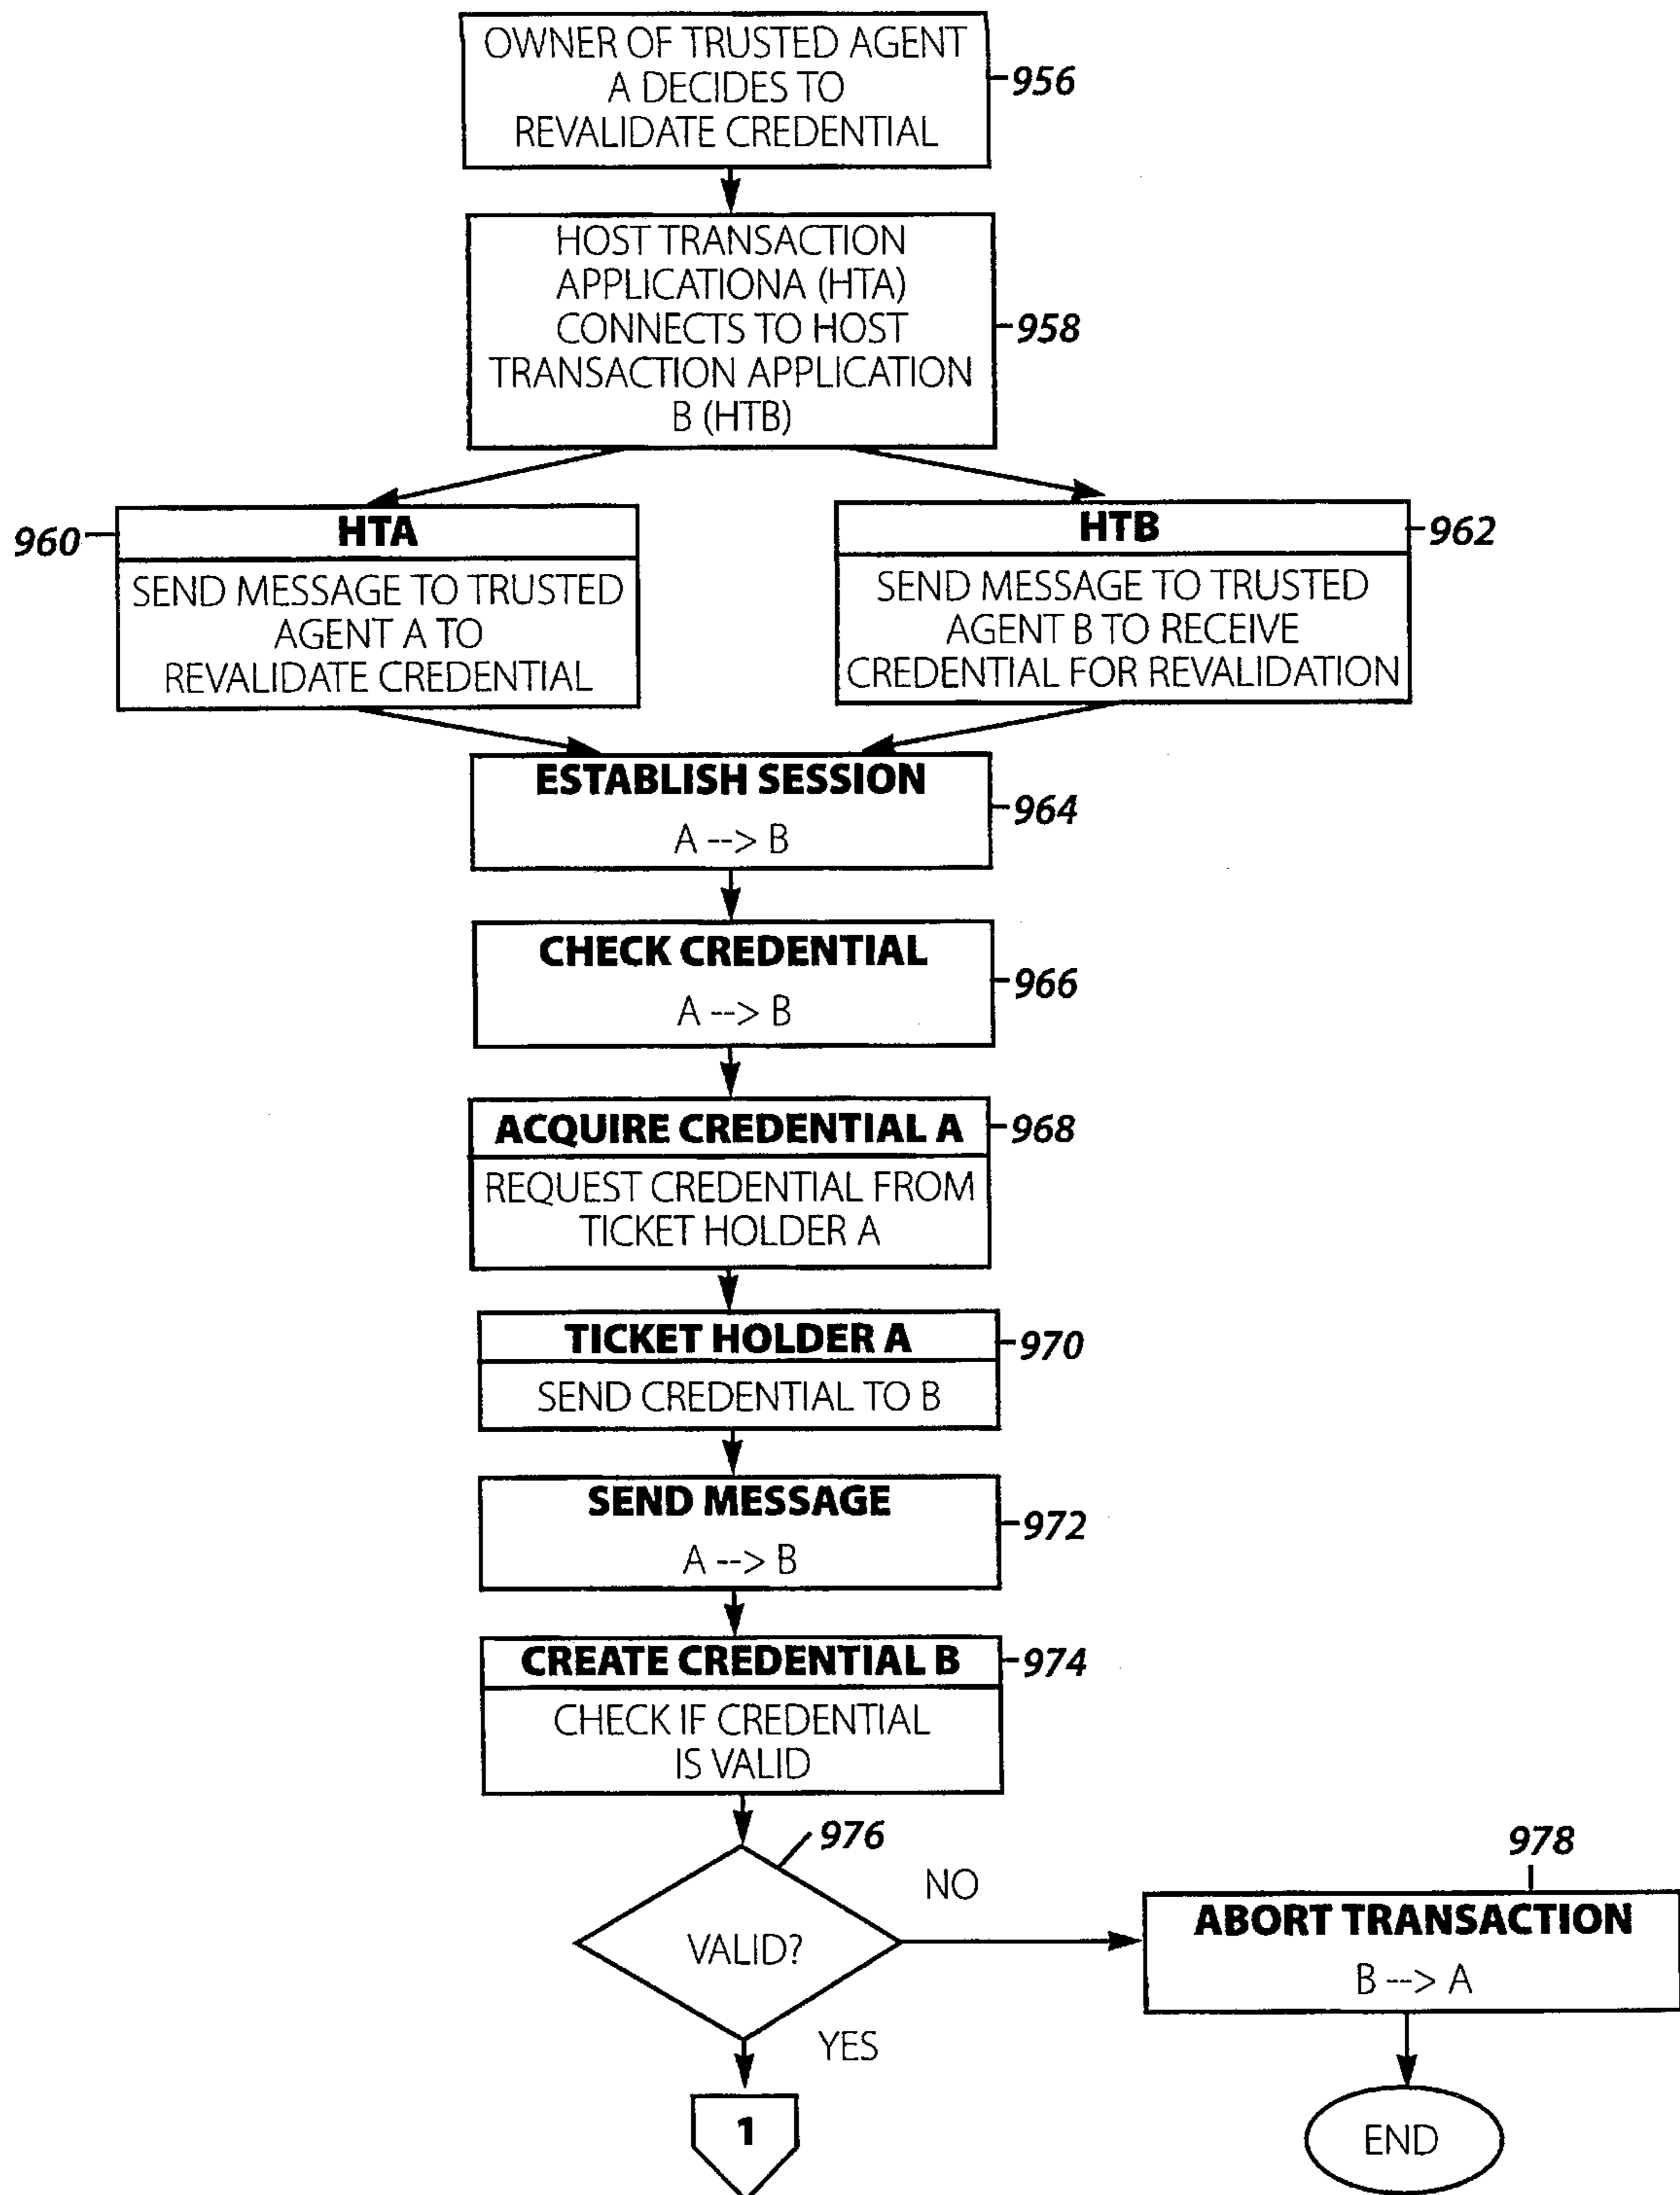 OWNER OF TRUSTED AGENT
A DECIDES TO
REVALIDATE CREDENTIAL
956
HOST TRANSACTION
APPLICATIONA (HTA)
CONNECTS TO HOST
TRANSACTION APPLICATION
B (HTB)
958
960
HTA
SEND MESSAGE TO TRUSTED
AGENT A TO
REVALIDATE CREDENTIAL
HTB
962
SEND MESSAGE TO TRUSTED
AGENT B TO RECEIVE
CREDENTIAL FOR REVALIDATION
ESTABLISH SESSION
A --> B
964
CHECK CREDENTIAL
A --> B
966
ACQUIRE CREDENTIAL A
968
REQUEST CREDENTIAL FROM
TICKET HOLDER A
TICKET HOLDER A
970
SEND CREDENTIAL TO B
SEND MESSAGE
A --> B
972
CREATE CREDENTIAL B
974
CHECK IF CREDENTIAL
IS VALID
976
VALID?
NO
978
ABORT TRANSACTION
B --> A
YES
1
END